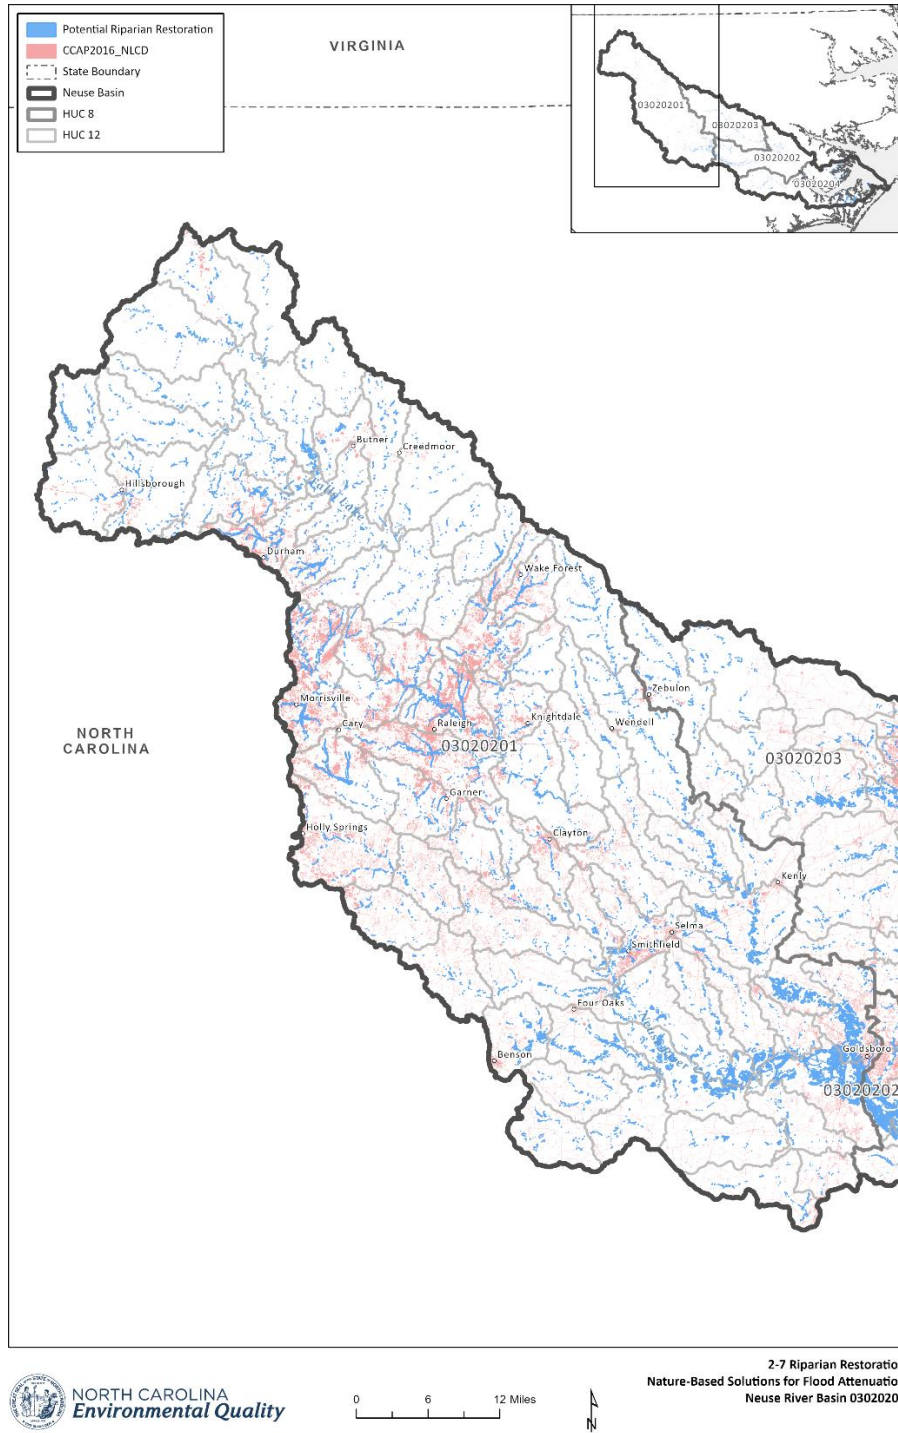 Potential Riparian Restoration
CCAP2016_NLCD
State Boundary
Neuse Basin
HUC 8
HUC 12
VIRGINIA
03020201
03020203
03020202
03020204
Butner
Creedmoor
Hillsborough
Durham
Wake Forest
Morrisville
Cary
Raleigh
Knightdale
Wendell
Zebulon
03020201
NORTH
CAROLINA
03020203
Garner
Holly Springs
Clayton
Kenly
Selma
Smithfield
Four Oaks
Benson
Goldsboro
03020202
NORTH CAROLINA
Environmental Quality
0 6 12 Miles
N
2-7 Riparian Restoratio
Nature-Based Solutions for Flood Attenuatio
Neuse River Basin 0302020